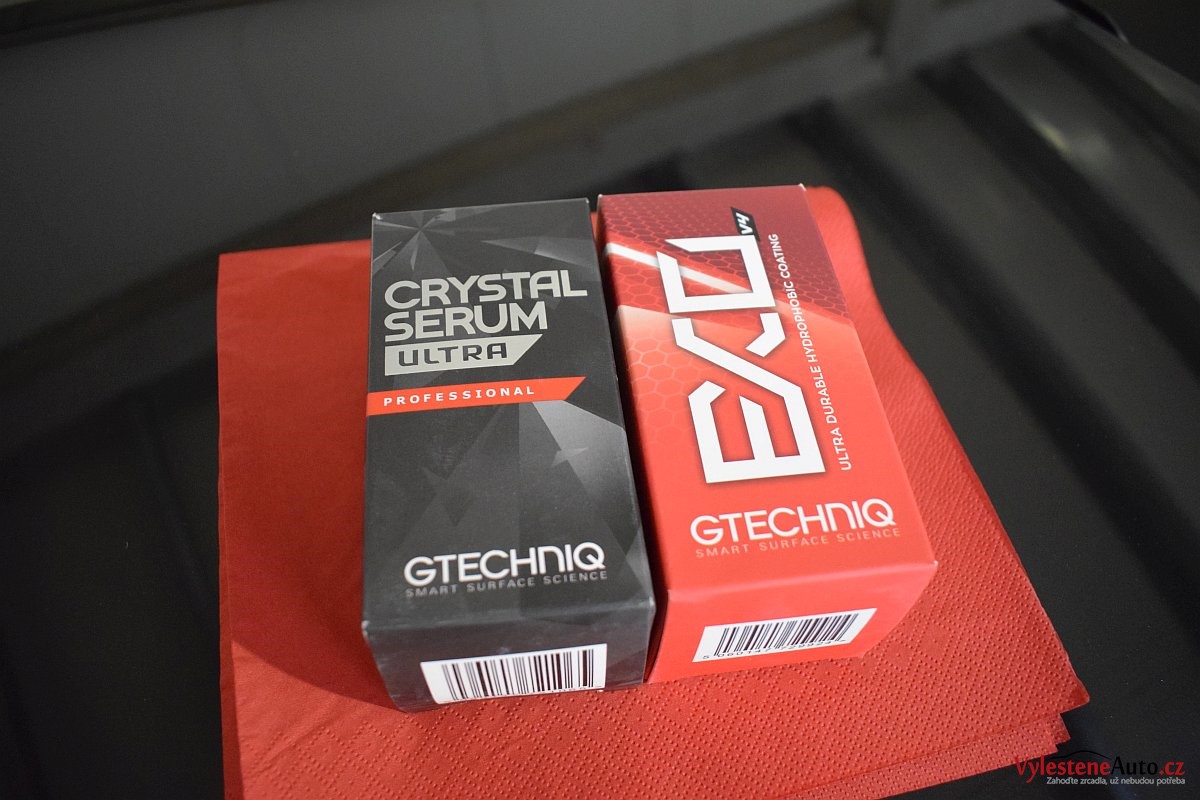 CRYSTAL
SERUM
ULTRA
PROFESSIONAL
GTECHNIQ
SMART SURFACE SCIENCE
EXO
V4
ULTRA DURABLE HYDROPHOBIC COATING
GTECHNIQ
SMART SURFACE SCIENCE
VylesteneAuto.cz
Zahoďte zrcadla, už nebudou potřeba